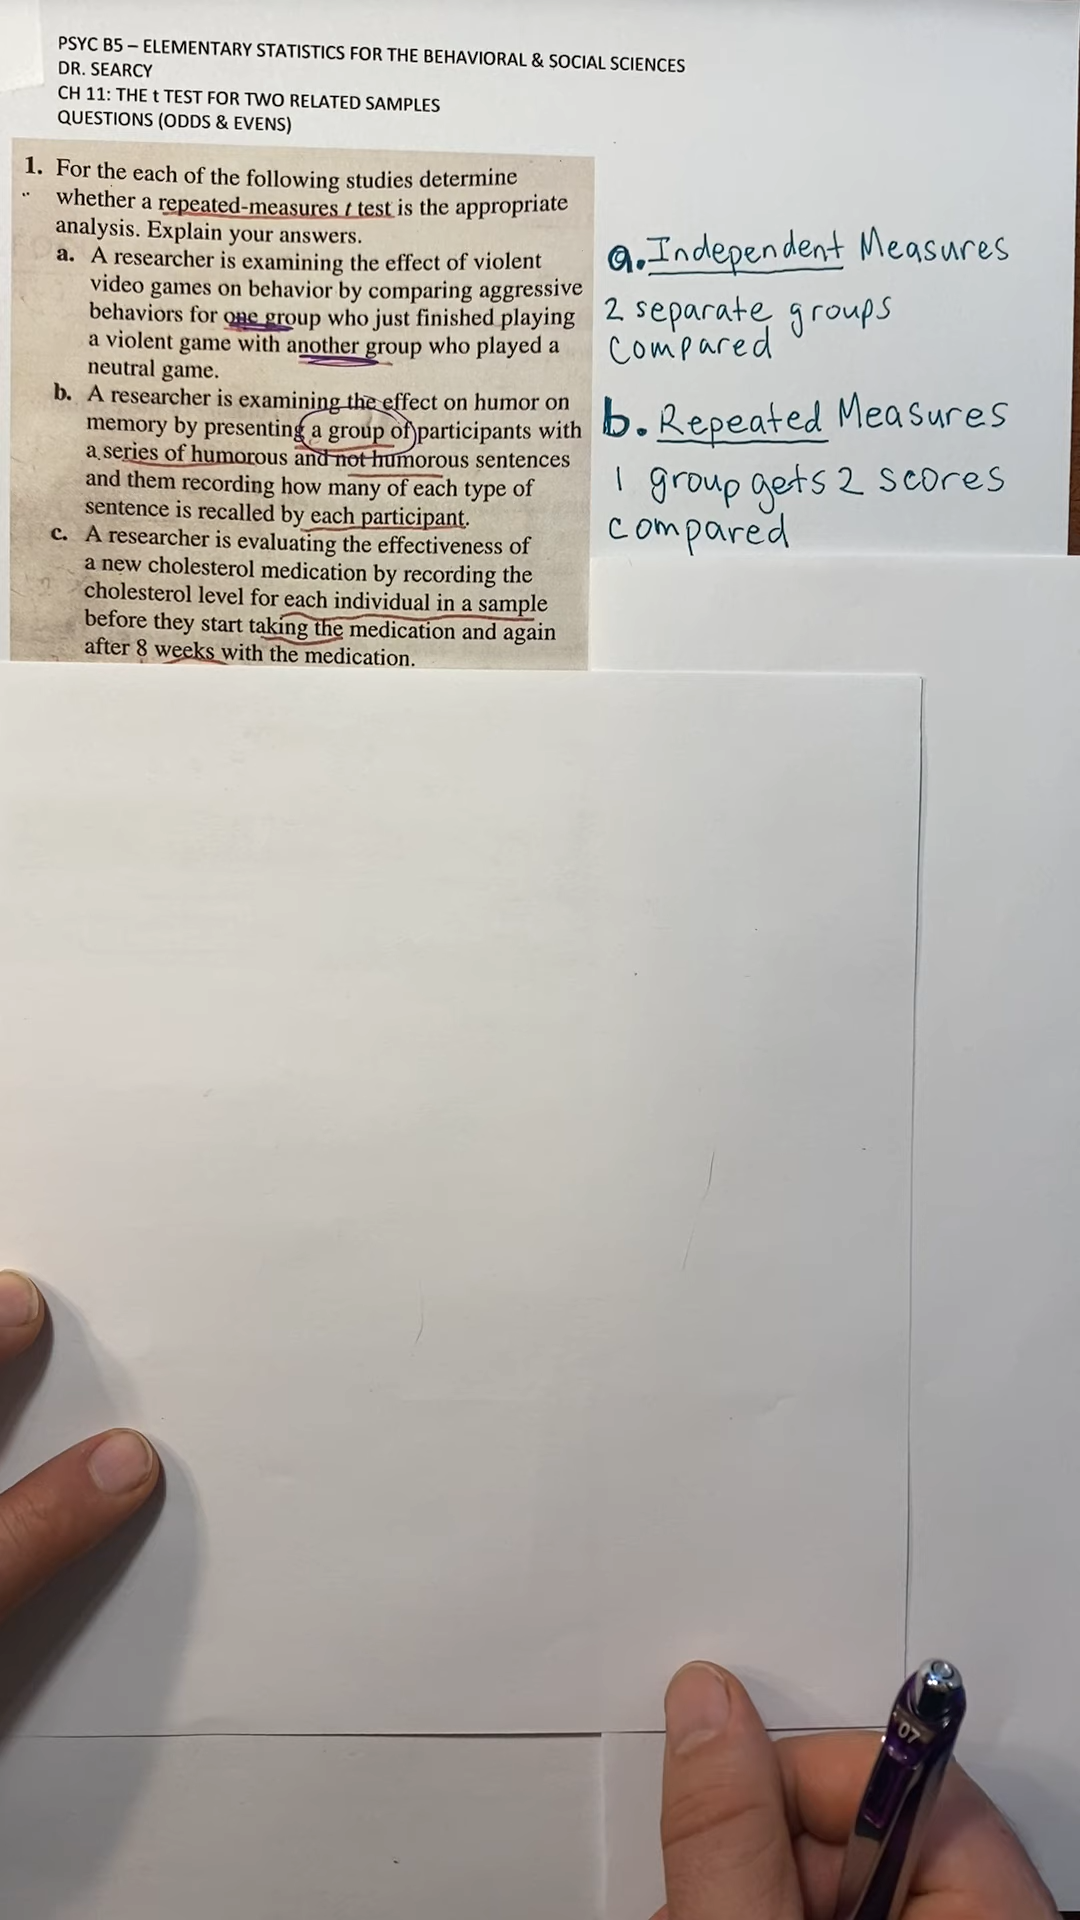 PSYC B5 – ELEMENTARY STATISTICS FOR THE BEHAVIORAL & SOCIAL SCIENCES
DR. SEARCY
CH 11: THE t TEST FOR TWO RELATED SAMPLES
QUESTIONS (ODDS & EVENS)
1. For the each of the following studies determine
whether a repeated-measures t test is the appropriate
analysis. Explain your answers.
a. A researcher is examining the effect of violent
video games on behavior by comparing aggressive
behaviors for one group who just finished playing
a violent game with another group who played a
neutral game.
b. A researcher is examining the effect on humor on
memory by presenting a group of participants with
a series of humorous and not humorous sentences
and them recording how many of each type of
sentence is recalled by each participant.
c. A researcher is evaluating the effectiveness of
a new cholesterol medication by recording the
cholesterol level for each individual in a sample
before they start taking the medication and again
after 8 weeks with the medication.
a. Independent Measures
2 separate groups
compared
b. Repeated Measures
1 group gets 2 scores
compared
07